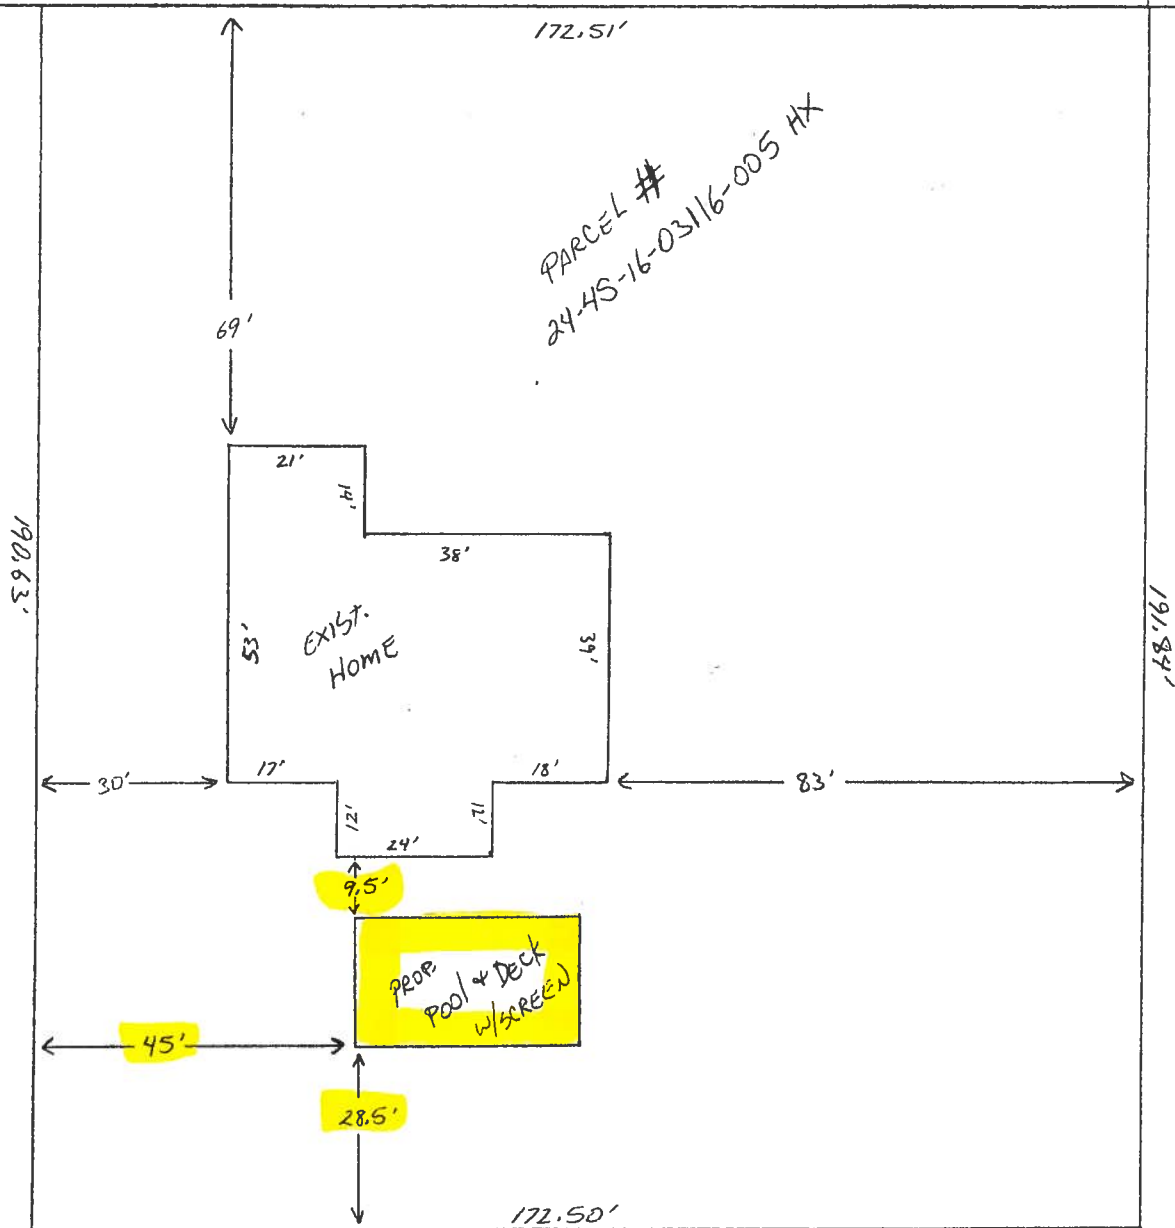 172.51'
PARCEL #
24-4S-16-03116-005 HX
69'
21'
14'
38'
190.63'
EXIST.
HOME
53'
39'
191.84'
30'
17'
18'
83'
12'
12'
24'
9.5'
PROP.
POOl & DECK
W/SCREEN
45'
28.5'
172.50'